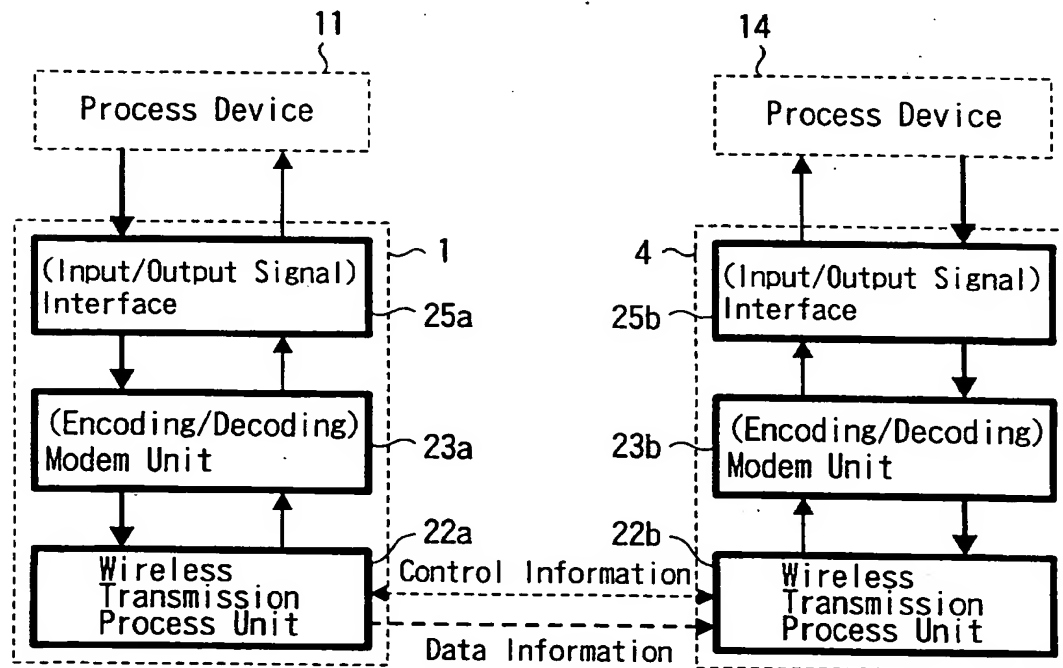 11
14
Process Device
Process Device
1
4
(Input/Output Signal)
Interface
(Input/Output Signal)
Interface
25a
25b
(Encoding/Decoding)
Modem Unit
(Encoding/Decoding)
Modem Unit
23a
23b
22a
22b
Wireless
Transmission
Process Unit
Control Information
Wireless
Transmission
Process Unit
Data Information